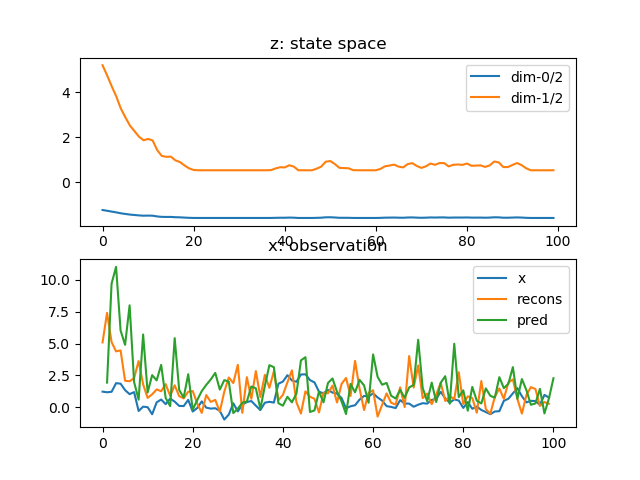 z: state space
dim-0/2
dim-1/2
4
2
0
0 20 40 60 80 100
x: observation
x
recons
pred
10.0
7.5
5.0
2.5
0.0
0 20 40 60 80 100